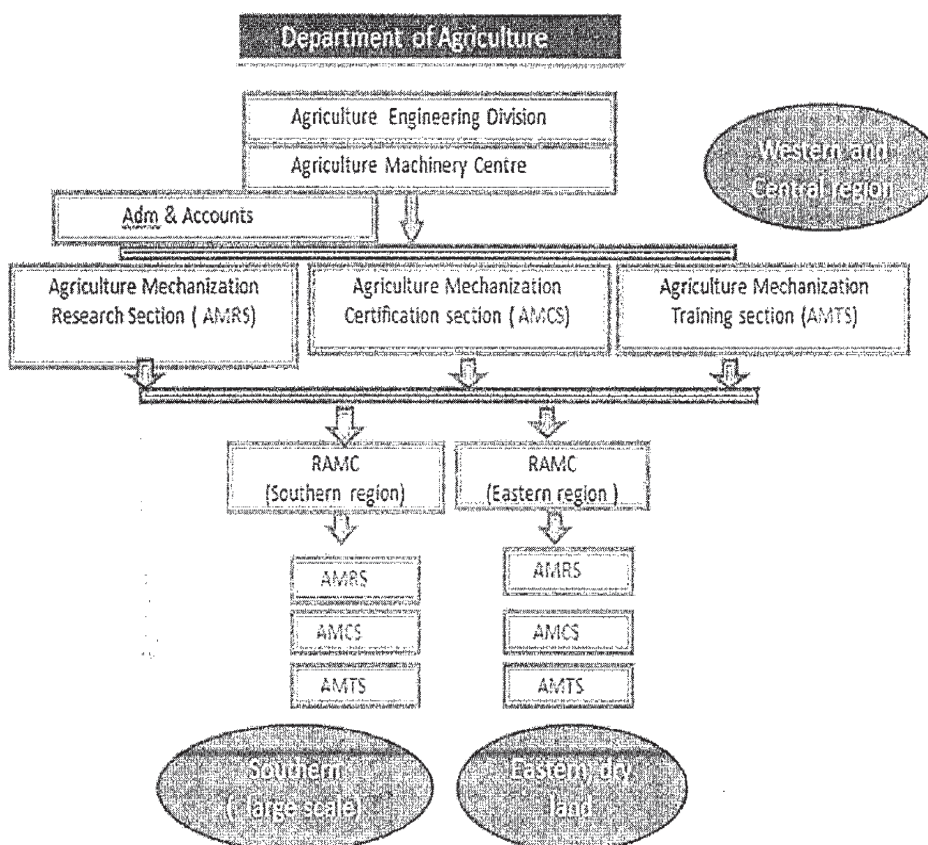 Department of Agriculture
Agriculture Engineering Division
Agriculture Machinery Centre
Western and
Central region
Adm & Accounts
Agriculture Mechanization
Research Section ( AMRS)
Agriculture Mechanization
Certification section ( AMCS)
Agriculture Mechanization
Training section (AMTS)
RAMC
(Southern region)
RAMC
(Eastern region )
AMRS
AMCS
AMTS
AMRS
AMCS
AMTS
Southern
( large scale)
Eastern, dry
land